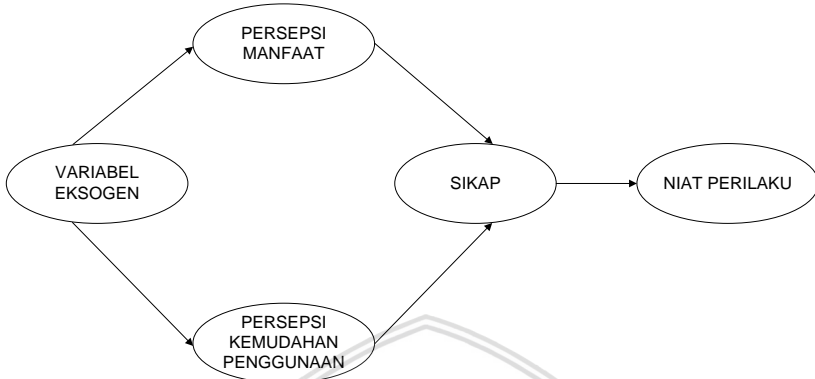 PERSEPSI
MANFAAT
VARIABEL
EKSOGEN
SIKAP
NIAT PERILAKU
PERSEPSI
KEMUDAHAN
PENGGUNAAN